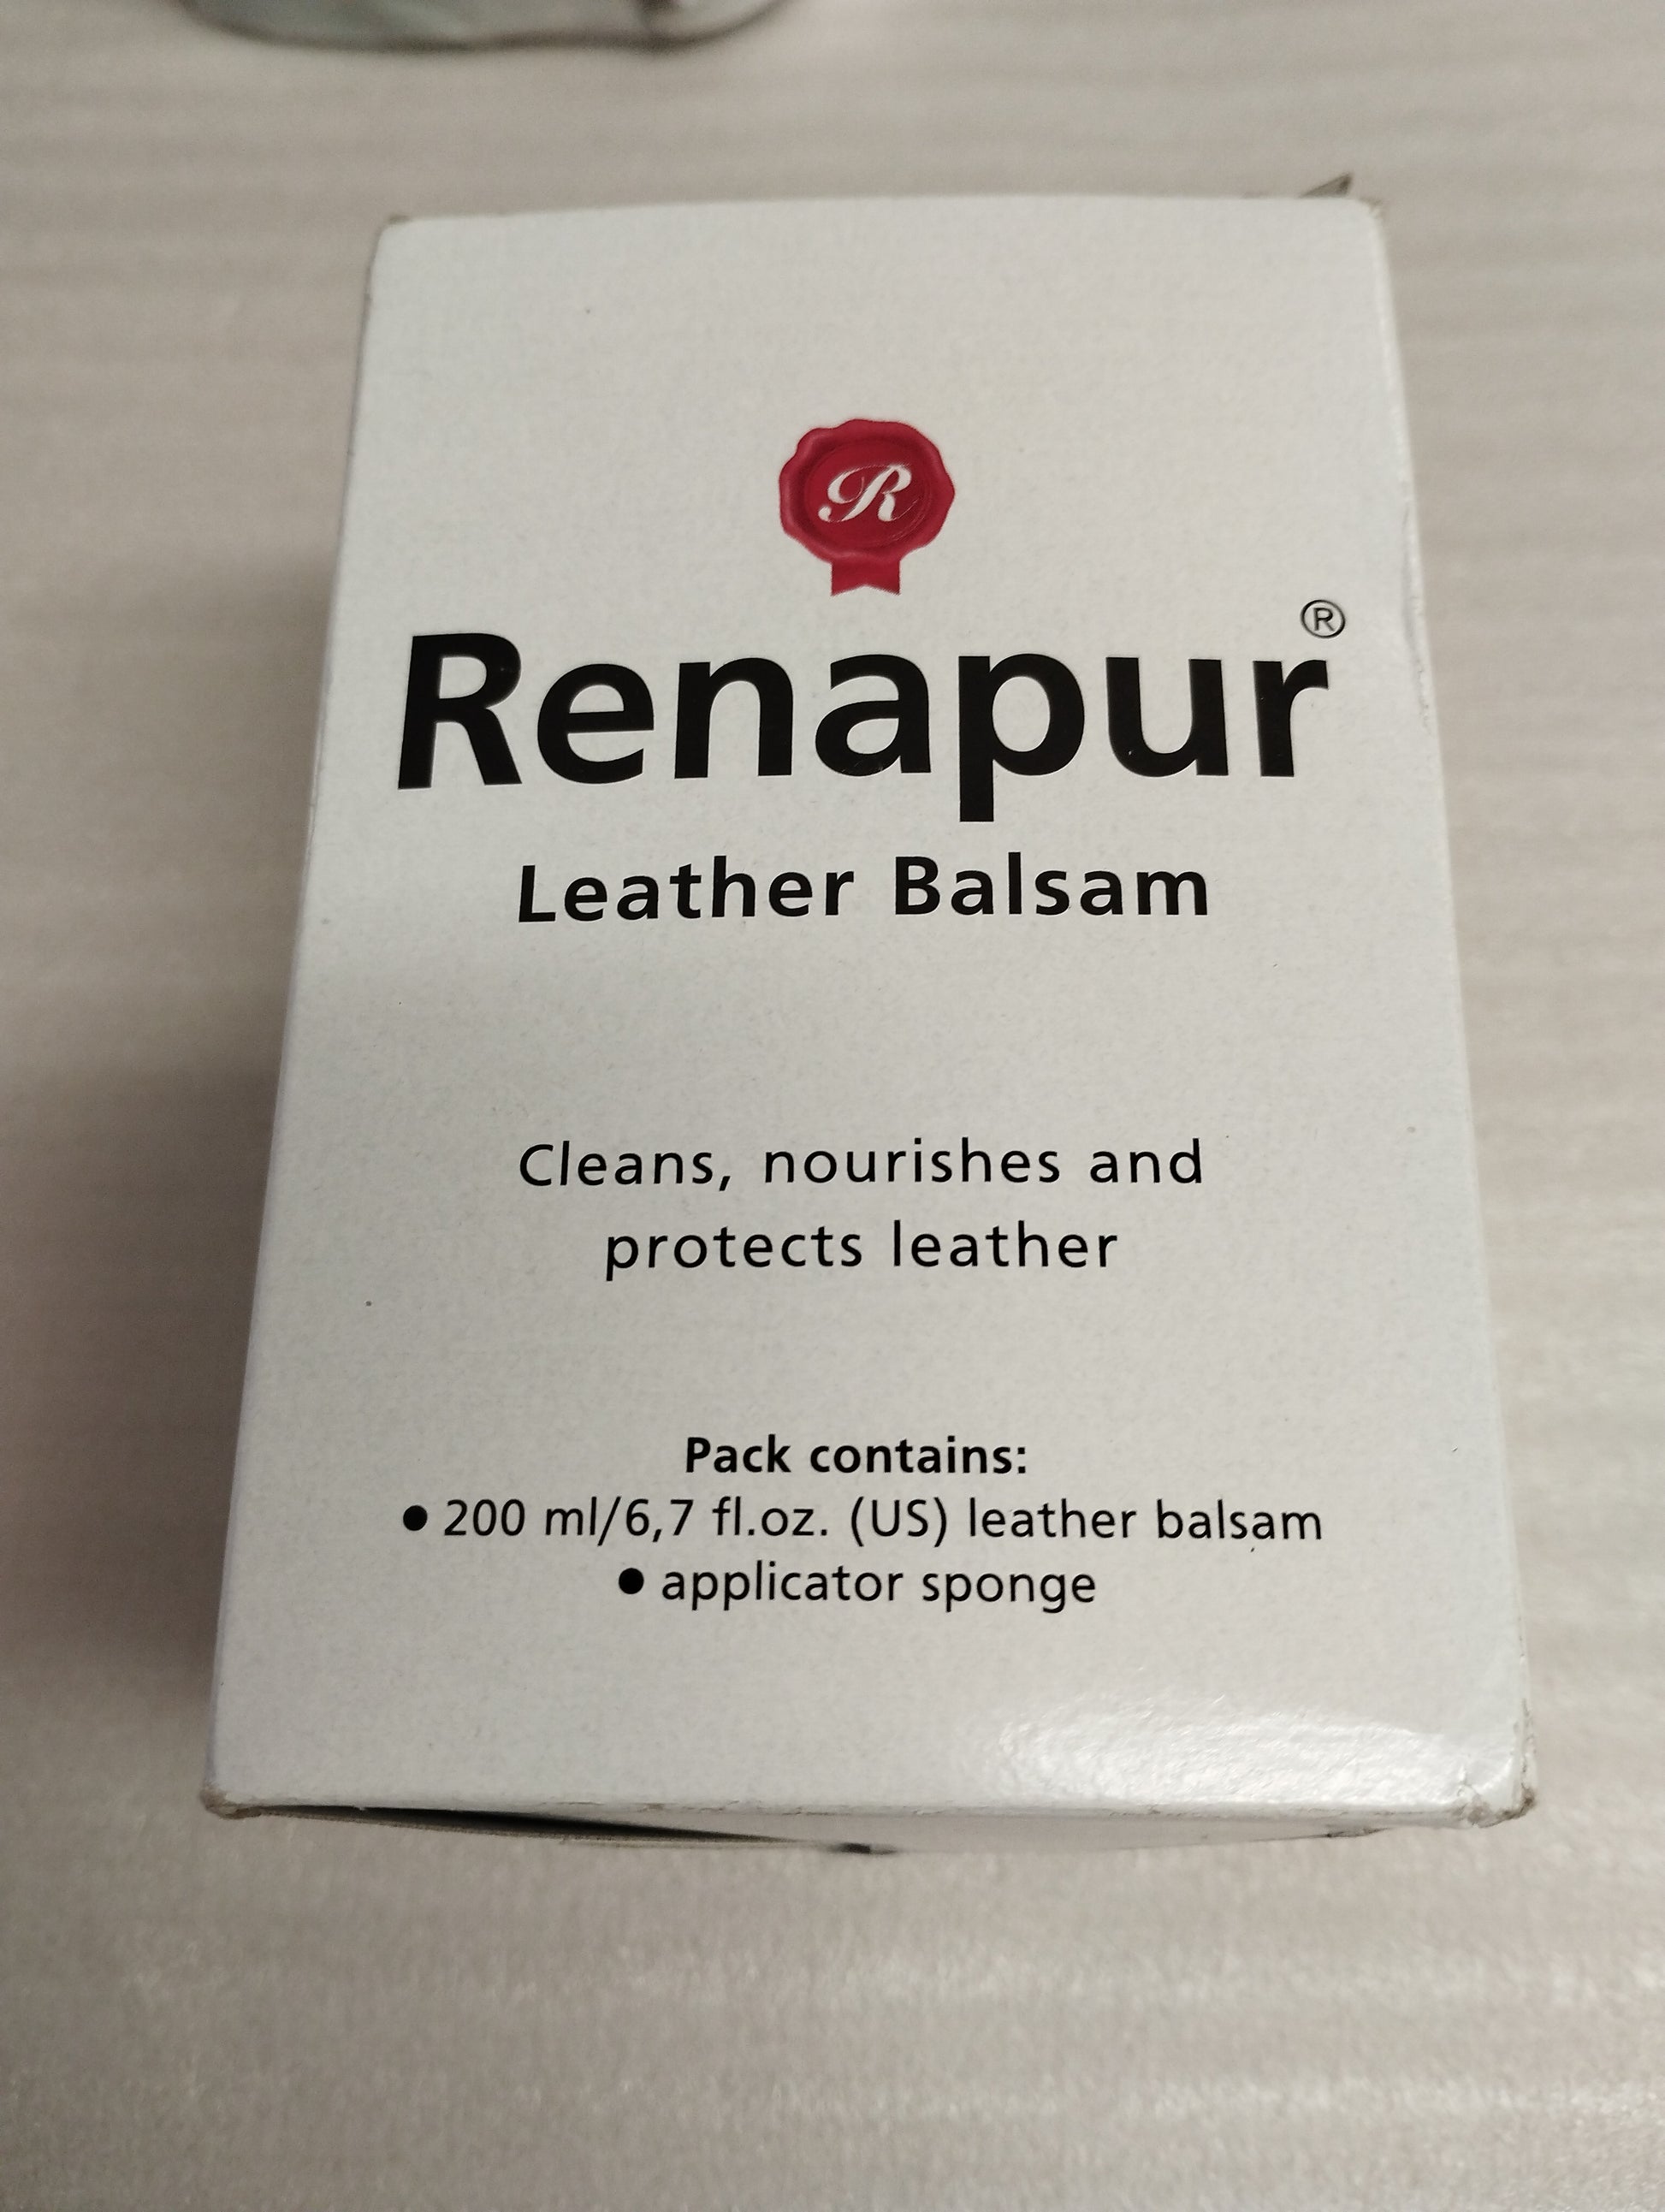 R
Renapur®
Leather Balsam
Cleans, nourishes and
protects leather
Pack contains:
● 200 ml/6,7 fl.oz. (US) leather balsam
● applicator sponge